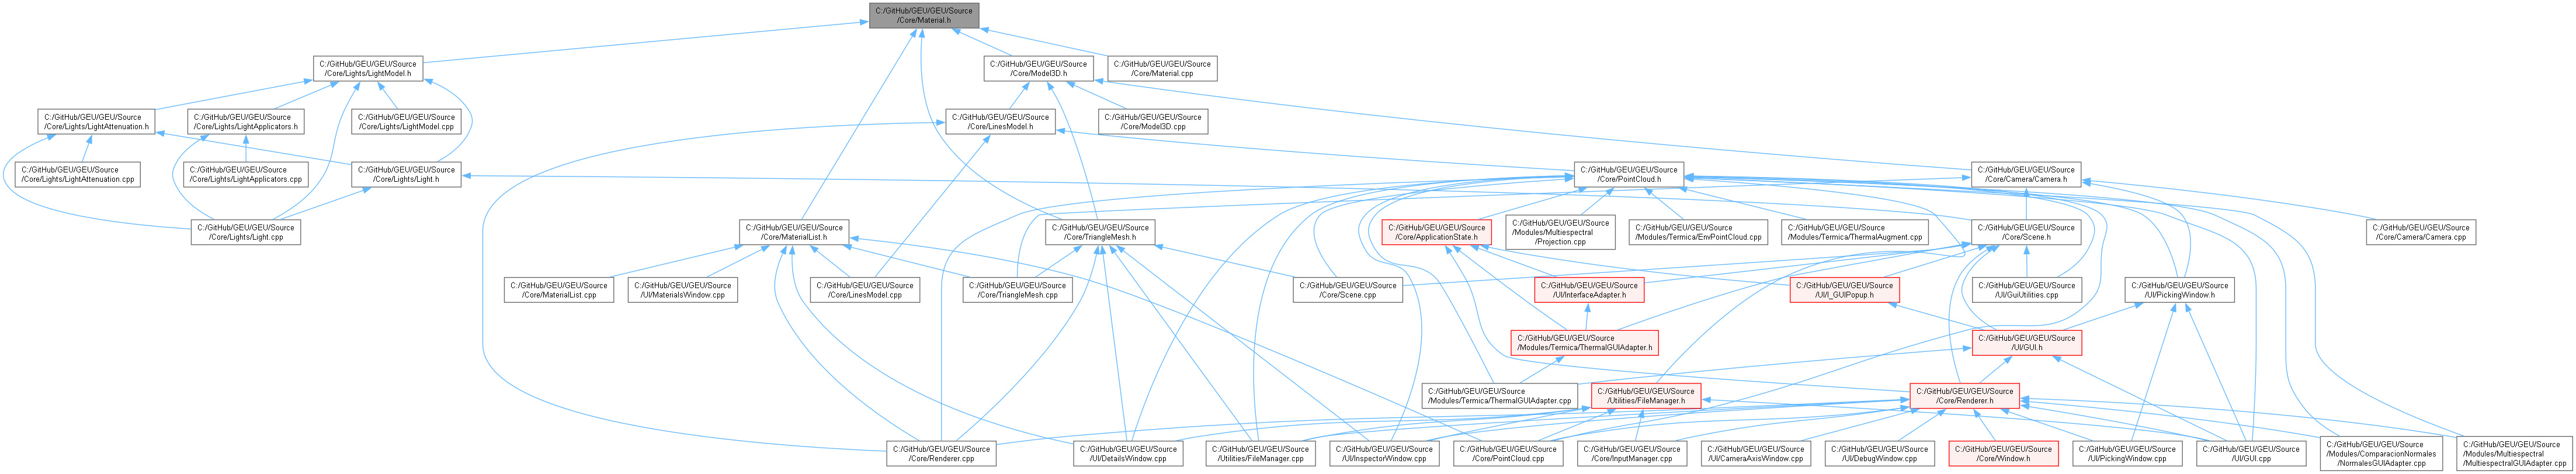 C:/GitHub/GEU/GEU/Source
/Core/Material.h
C:/GitHub/GEU/GEU/Source
/Core/Lights/LightModel.h
C:/GitHub/GEU/GEU/Source
/Core/Model3D.h
C:/GitHub/GEU/GEU/Source
/Core/Material.cpp
C:/GitHub/GEU/GEU/Source
/Core/Lights/LightAttenuation.h
C:/GitHub/GEU/GEU/Source
/Core/Lights/LightApplicators.h
C:/GitHub/GEU/GEU/Source
/Core/Lights/LightModel.cpp
C:/GitHub/GEU/GEU/Source
/Core/LinesModel.h
C:/GitHub/GEU/GEU/Source
/Core/Model3D.cpp
C:/GitHub/GEU/GEU/Source
/Core/Lights/LightAttenuation.cpp
C:/GitHub/GEU/GEU/Source
/Core/Lights/LightApplicators.cpp
C:/GitHub/GEU/GEU/Source
/Core/Lights/Light.h
C:/GitHub/GEU/GEU/Source
/Core/PointCloud.h
C:/GitHub/GEU/GEU/Source
/Core/Camera/Camera.h
C:/GitHub/GEU/GEU/Source
/Core/Lights/Light.cpp
C:/GitHub/GEU/GEU/Source
/Core/MaterialList.h
C:/GitHub/GEU/GEU/Source
/Core/TriangleMesh.h
C:/GitHub/GEU/GEU/Source
/Core/ApplicationState.h
C:/GitHub/GEU/GEU/Source
/Modules/Multiespectral
/Projection.cpp
C:/GitHub/GEU/GEU/Source
/Modules/Termica/EnvPointCloud.cpp
C:/GitHub/GEU/GEU/Source
/Modules/Termica/ThermalAugment.cpp
C:/GitHub/GEU/GEU/Source
/Core/Scene.h
C:/GitHub/GEU/GEU/Source
/Core/Camera/Camera.cpp
C:/GitHub/GEU/GEU/Source
/Core/MaterialList.cpp
C:/GitHub/GEU/GEU/Source
/UI/MaterialsWindow.cpp
C:/GitHub/GEU/GEU/Source
/Core/LinesModel.cpp
C:/GitHub/GEU/GEU/Source
/Core/TriangleMesh.cpp
C:/GitHub/GEU/GEU/Source
/Core/Scene.cpp
C:/GitHub/GEU/GEU/Source
/UI/InterfaceAdapter.h
C:/GitHub/GEU/GEU/Source
/UI/I_GUIPopup.h
C:/GitHub/GEU/GEU/Source
/UI/GuiUtilities.cpp
C:/GitHub/GEU/GEU/Source
/UI/PickingWindow.h
C:/GitHub/GEU/GEU/Source
/Modules/Termica/ThermalGUIAdapter.h
C:/GitHub/GEU/GEU/Source
/UI/GUI.h
C:/GitHub/GEU/GEU/Source
/Modules/Termica/ThermalGUIAdapter.cpp
C:/GitHub/GEU/GEU/Source
/Utilities/FileManager.h
C:/GitHub/GEU/GEU/Source
/Core/Renderer.h
C:/GitHub/GEU/GEU/Source
/Core/Renderer.cpp
C:/GitHub/GEU/GEU/Source
/UI/DetailsWindow.cpp
C:/GitHub/GEU/GEU/Source
/Utilities/FileManager.cpp
C:/GitHub/GEU/GEU/Source
/UI/InspectorWindow.cpp
C:/GitHub/GEU/GEU/Source
/Core/PointCloud.cpp
C:/GitHub/GEU/GEU/Source
/Core/InputManager.cpp
C:/GitHub/GEU/GEU/Source
/UI/CameraAxisWindow.cpp
C:/GitHub/GEU/GEU/Source
/UI/DebugWindow.cpp
C:/GitHub/GEU/GEU/Source
/Core/Window.h
C:/GitHub/GEU/GEU/Source
/UI/PickingWindow.cpp
C:/GitHub/GEU/GEU/Source
/UI/GUI.cpp
C:/GitHub/GEU/GEU/Source
/Modules/ComparacionNormales
/NormalesGUIAdapter.cpp
C:/GitHub/GEU/GEU/Source
/Modules/Multiespectral
/MultiespectralGUIAdapter.cpp